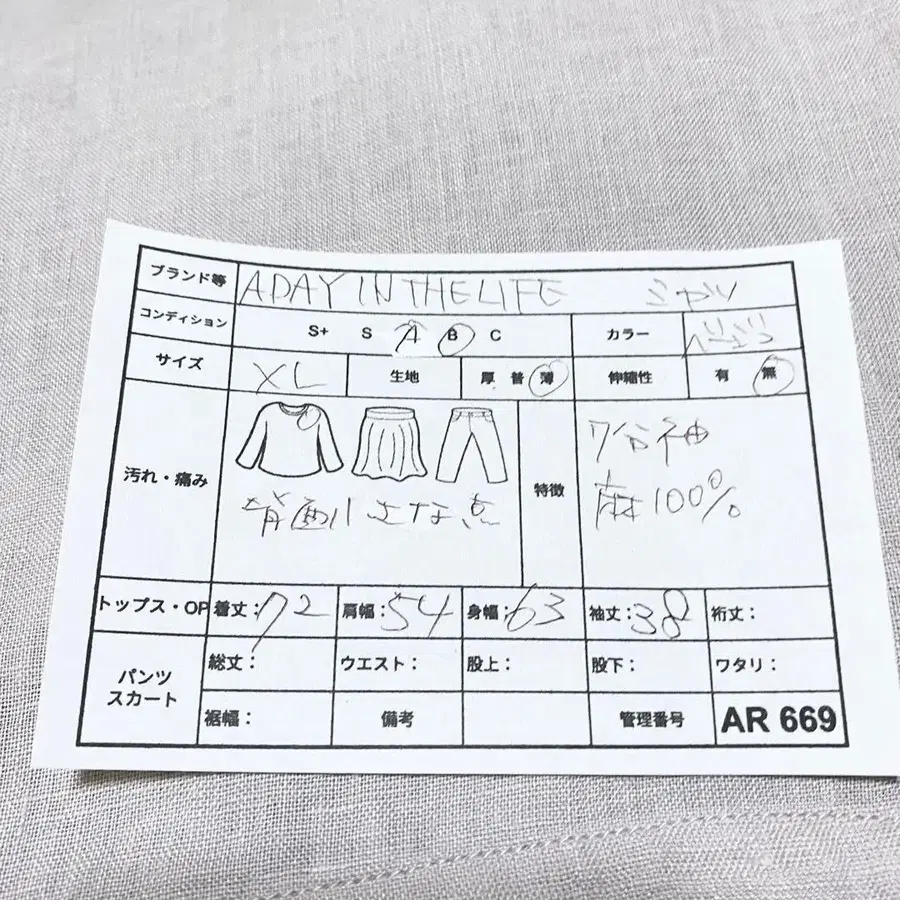 ブランド等 A DAY IN THE LIFE シャツ
コンディション S+ S A B C カラー ベージュ
サイズ XL 生地 厚 普 薄 伸縮性 有 無
汚れ・痛み 特徴 7分袖
麻100%
背面小さな点
トップス・OP 着丈:72 肩幅:54 身幅:63 袖丈:38 裄丈:
パンツ スカート 総丈: ウエスト: 股上: 股下: ワタリ:
裾幅: 備考 管理番号 AR 669